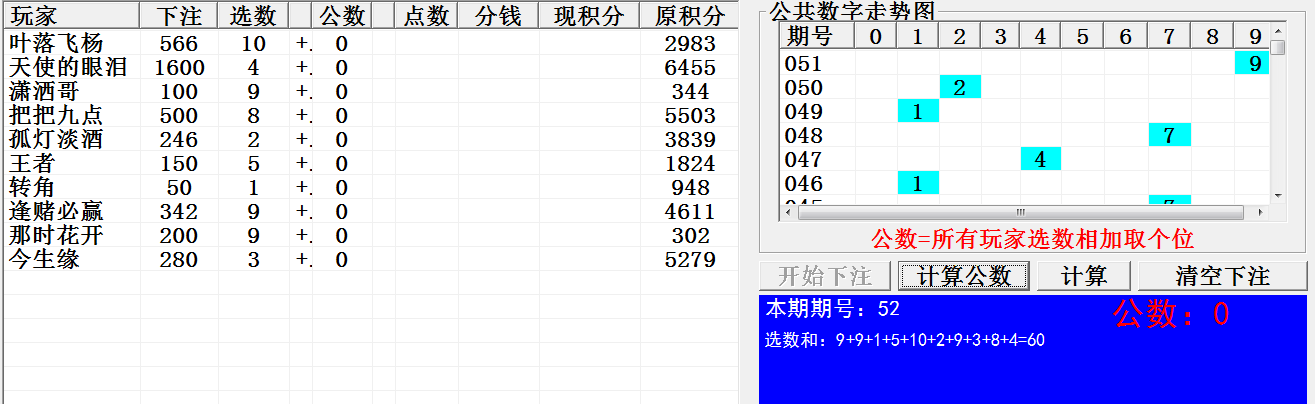 玩家 下注 选数 公数 点数 分钱 现积分 原积分
叶落飞杨 566 10 +. 0 2983
天使的眼泪 1600 4 +. 0 6455
潇洒哥 100 9 +. 0 344
把把九点 500 8 +. 0 5503
孤灯淡酒 246 2 +. 0 3839
王者 150 5 +. 0 1824
转角 50 1 +. 0 948
逢赌必赢 342 9 +. 0 4611
那时花开 200 9 +. 0 302
今生缘 280 3 +. 0 5279
公共数字走势图
期号 0 1 2 3 4 5 6 7 8 9
051 9
050 2
049 1
048 7
047 4
046 1
045 7
公数=所有玩家选数相加取个位
开始下注 计算公数 计算 清空下注
本期期号：52 公数：0
选数和：9+9+1+5+10+2+9+3+8+4=60